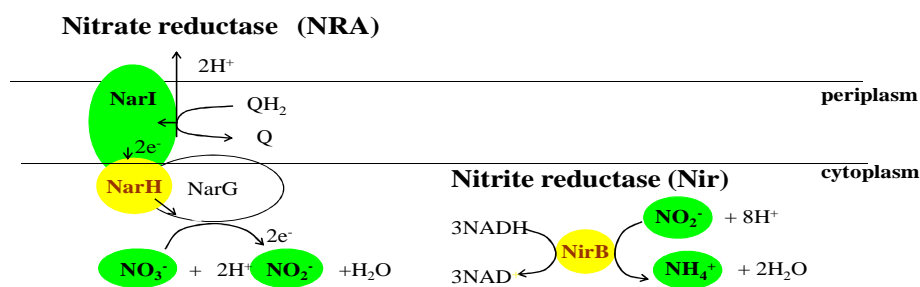 Nitrate reductase (NRA)
2H⁺
NarI
periplasm
QH₂
Q
2e⁻
cytoplasm
NarH NarG
Nitrite reductase (Nir)
NO₂⁻ + 8H⁺
3NADH
2e⁻
NirB
NO₃⁻ + 2H⁺ NO₂⁻ +H₂O
3NAD⁻
NH₄⁺ + 2H₂O